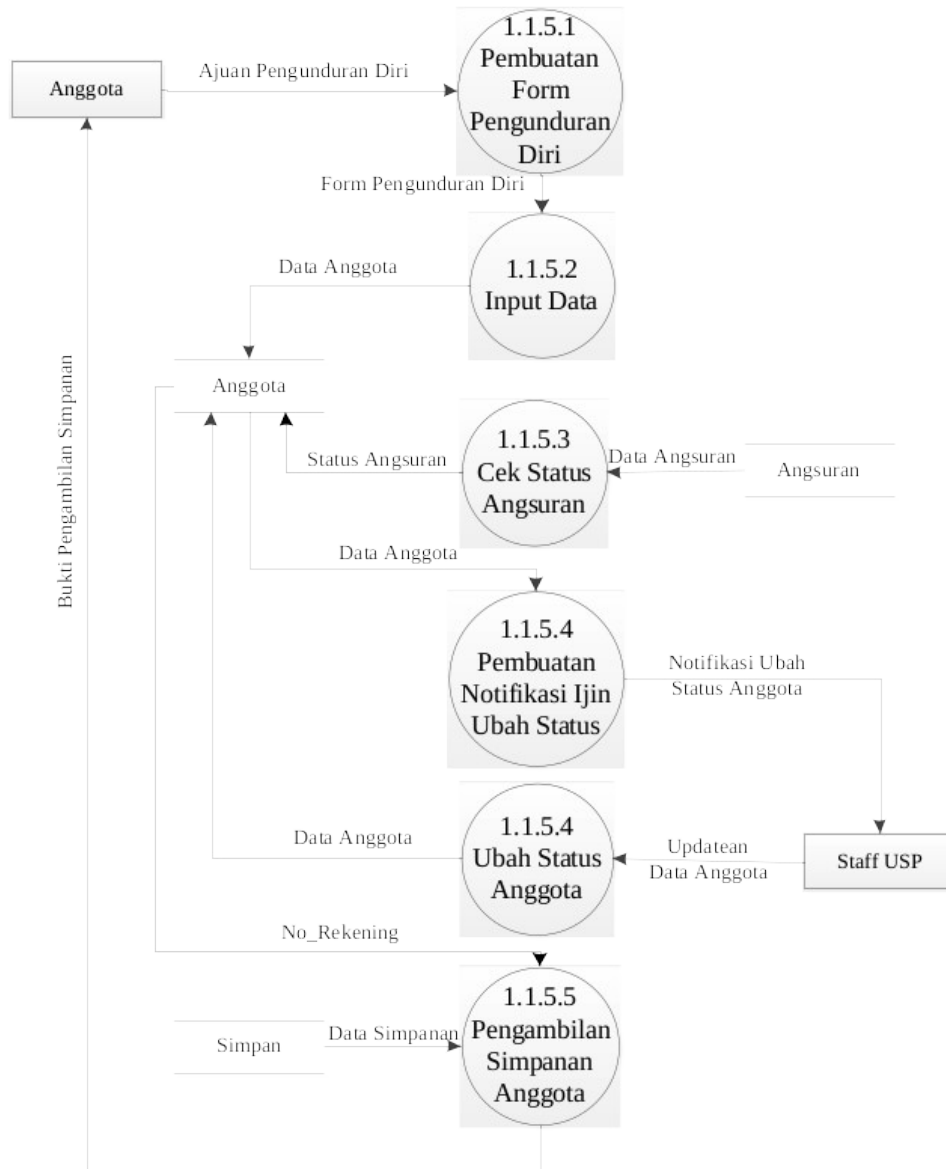 1.1.5.1
Pembuatan
Form
Pengunduran
Diri
Ajuan Pengunduran Diri
Anggota
Form Pengunduran Diri
1.1.5.2
Input Data
Data Anggota
Anggota
Bukti Pengambilan Simpanan
1.1.5.3
Cek Status
Angsuran
Status Angsuran
Data Angsuran
Angsuran
Data Anggota
1.1.5.4
Pembuatan
Notifikasi Ijin
Ubah Status
Notifikasi Ubah
Status Anggota
1.1.5.4
Ubah Status
Anggota
Data Anggota
Updatean
Data Anggota
Staff USP
No_Rekening
1.1.5.5
Pengambilan
Simpanan
Anggota
Simpan
Data Simpanan